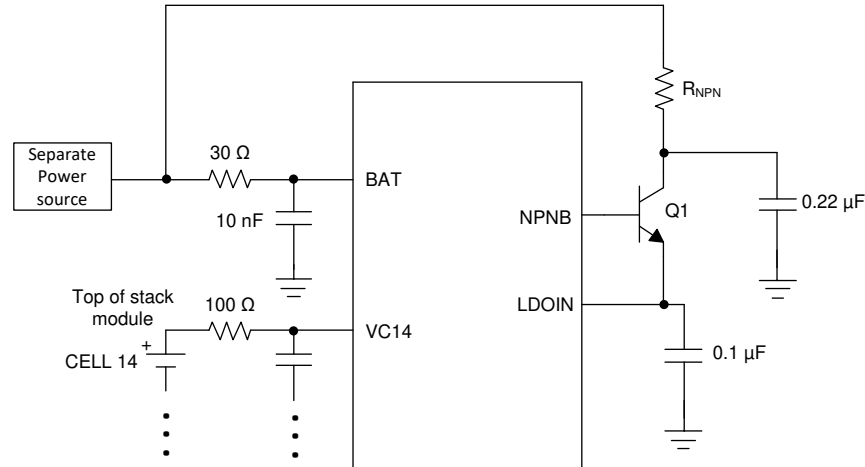 R_NPN
Separate
Power
source
30 Ω
BAT
10 nF
NPNB
Q1
0.22 µF
Top of stack
module
100 Ω
LDOIN
VC14
CELL 14
+
0.1 µF